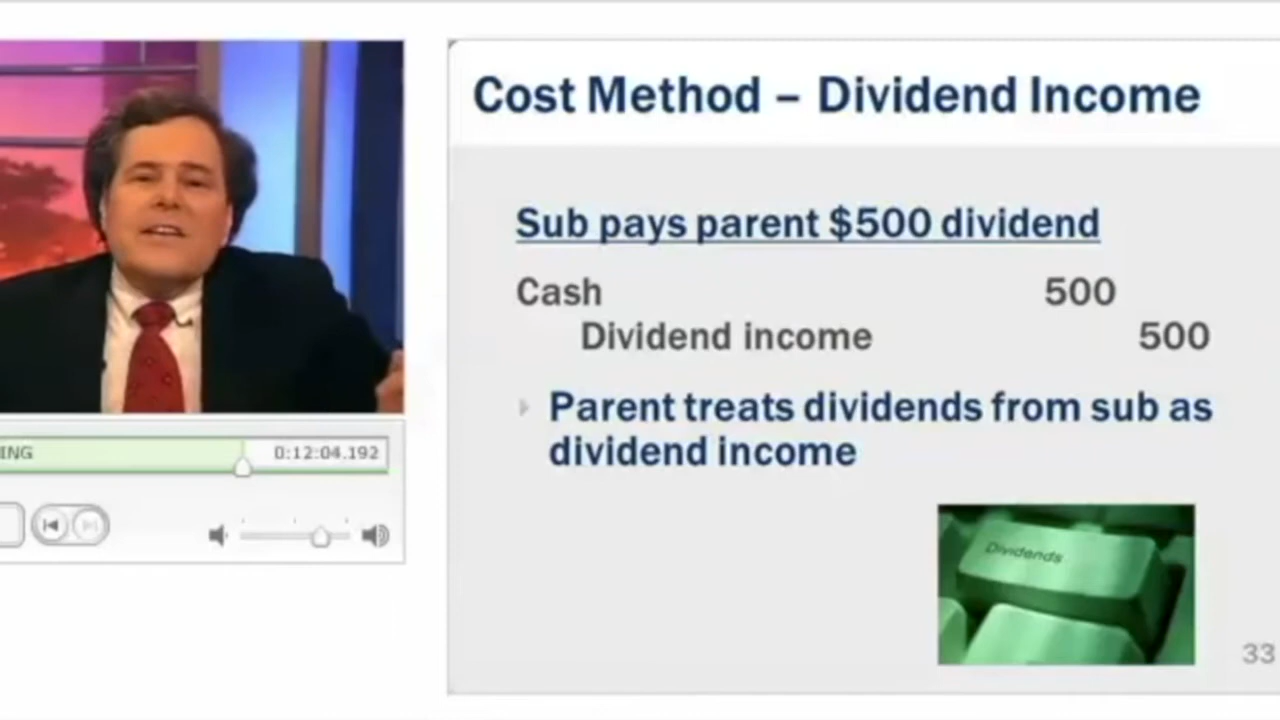 Cost Method – Dividend Income
Sub pays parent $500 dividend
Cash 500
Dividend income 500
Parent treats dividends from sub as
dividend income
ING 0:12:04.192
Dividends
33